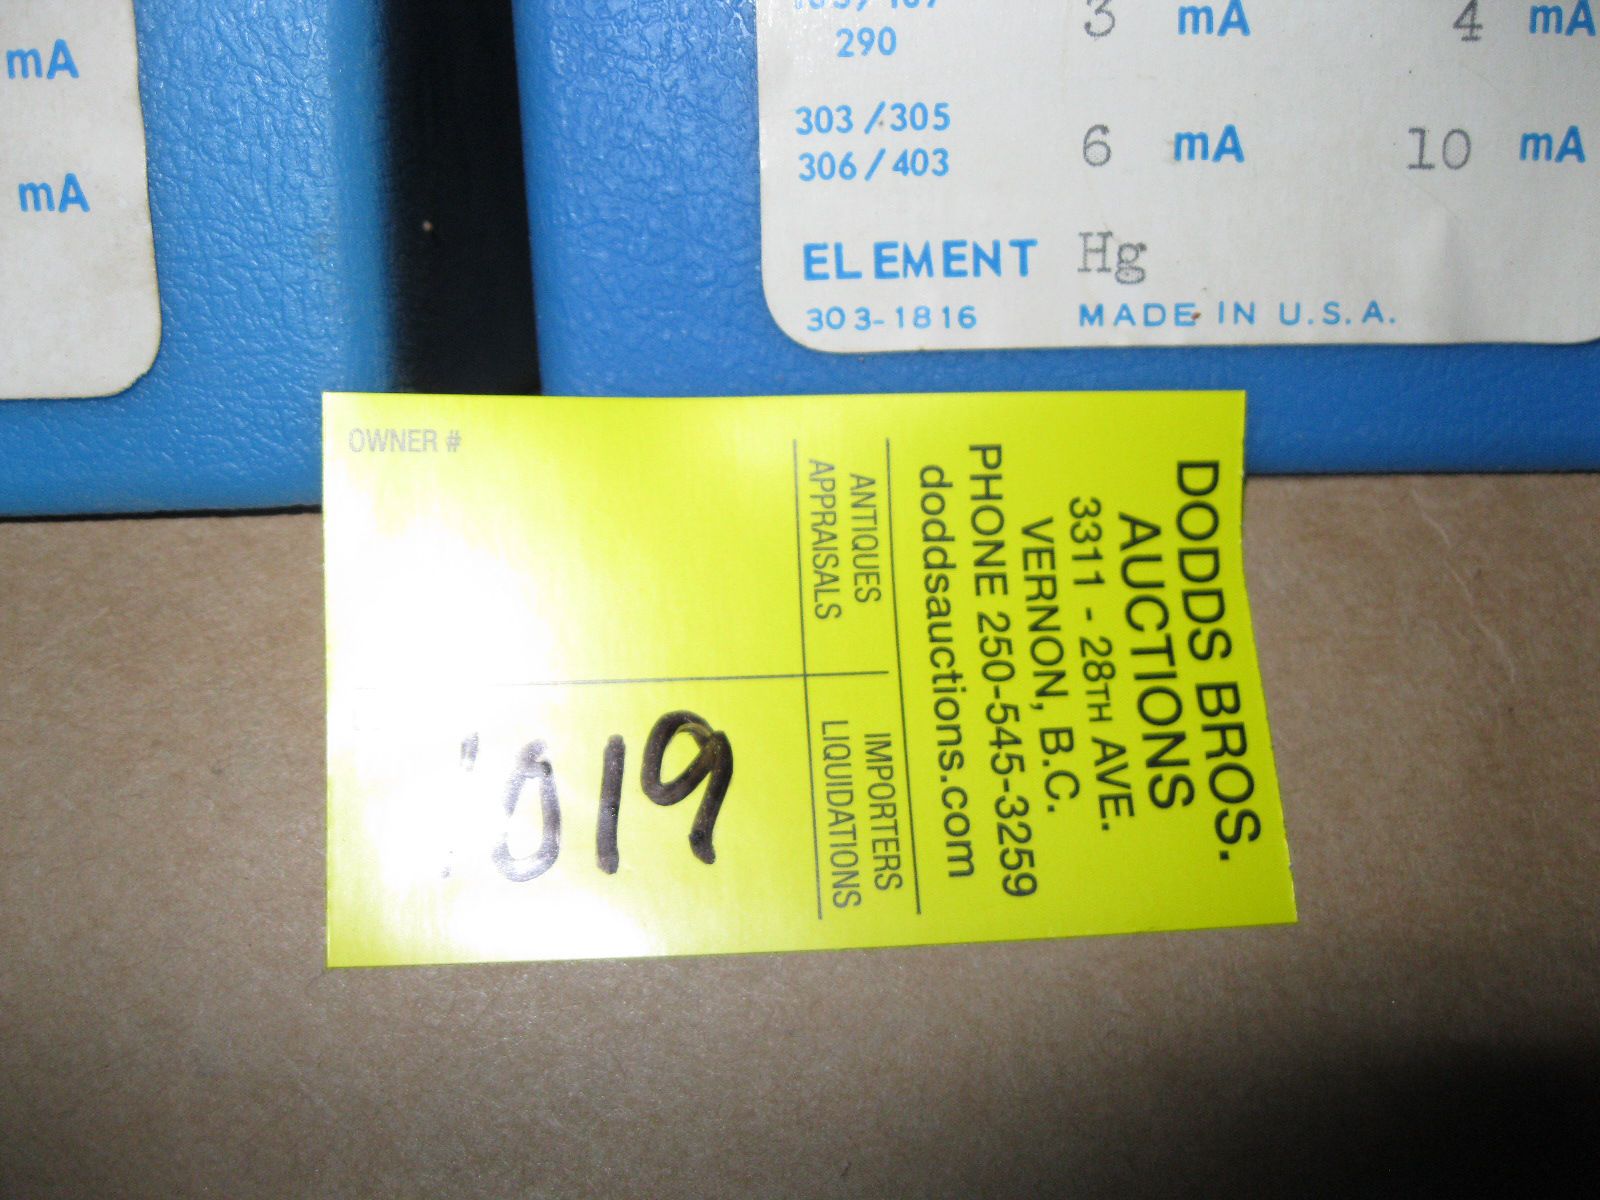 mA
mA
290 3 mA 4 mA
303/305
306/403 6 mA 10 mA
ELEMENT Hg
303-1816 MADE IN U.S.A.
OWNER #
DODDS BROS.
AUCTIONS
3311 - 28TH AVE.
VERNON, B.C.
PHONE 250-545-3259
doddsauctions.com
ANTIQUES IMPORTERS
APPRAISALS LIQUIDATIONS
1019